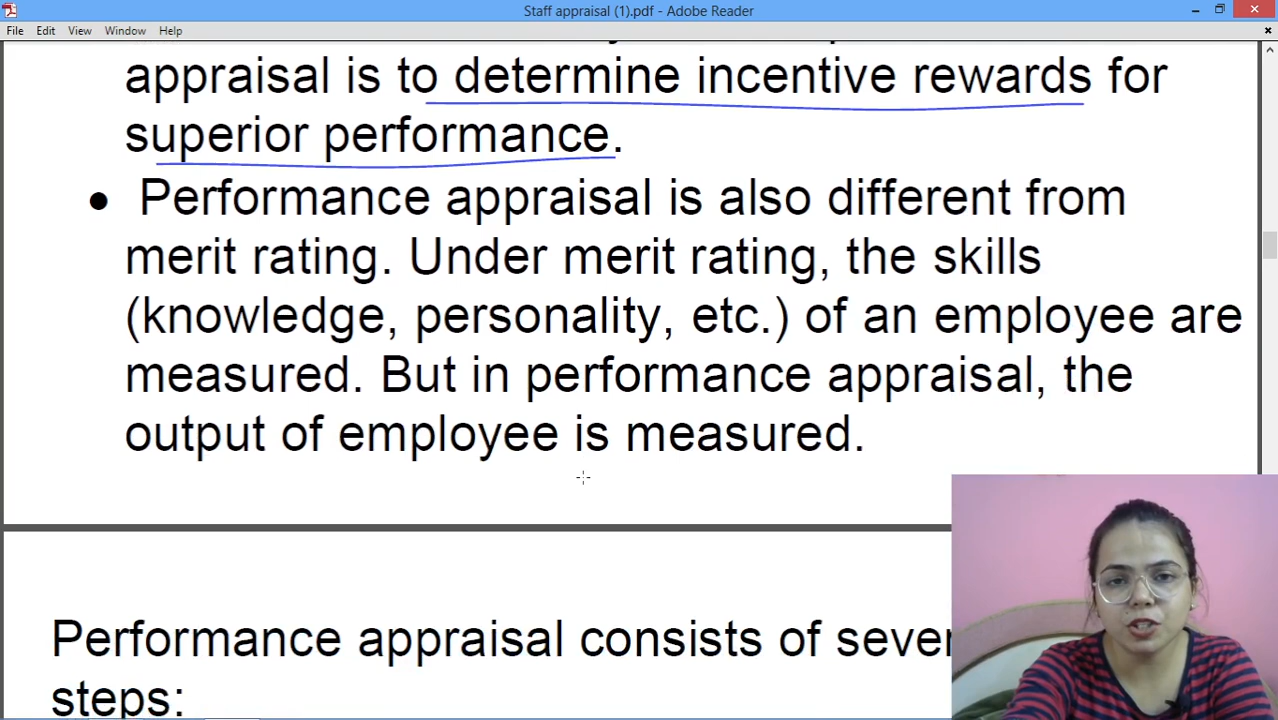 Staff appraisal (1).pdf - Adobe Reader
File Edit View Window Help
appraisal is to determine incentive rewards for
superior performance.
● Performance appraisal is also different from
merit rating. Under merit rating, the skills
(knowledge, personality, etc.) of an employee are
measured. But in performance appraisal, the
output of employee is measured.
Performance appraisal consists of
steps: